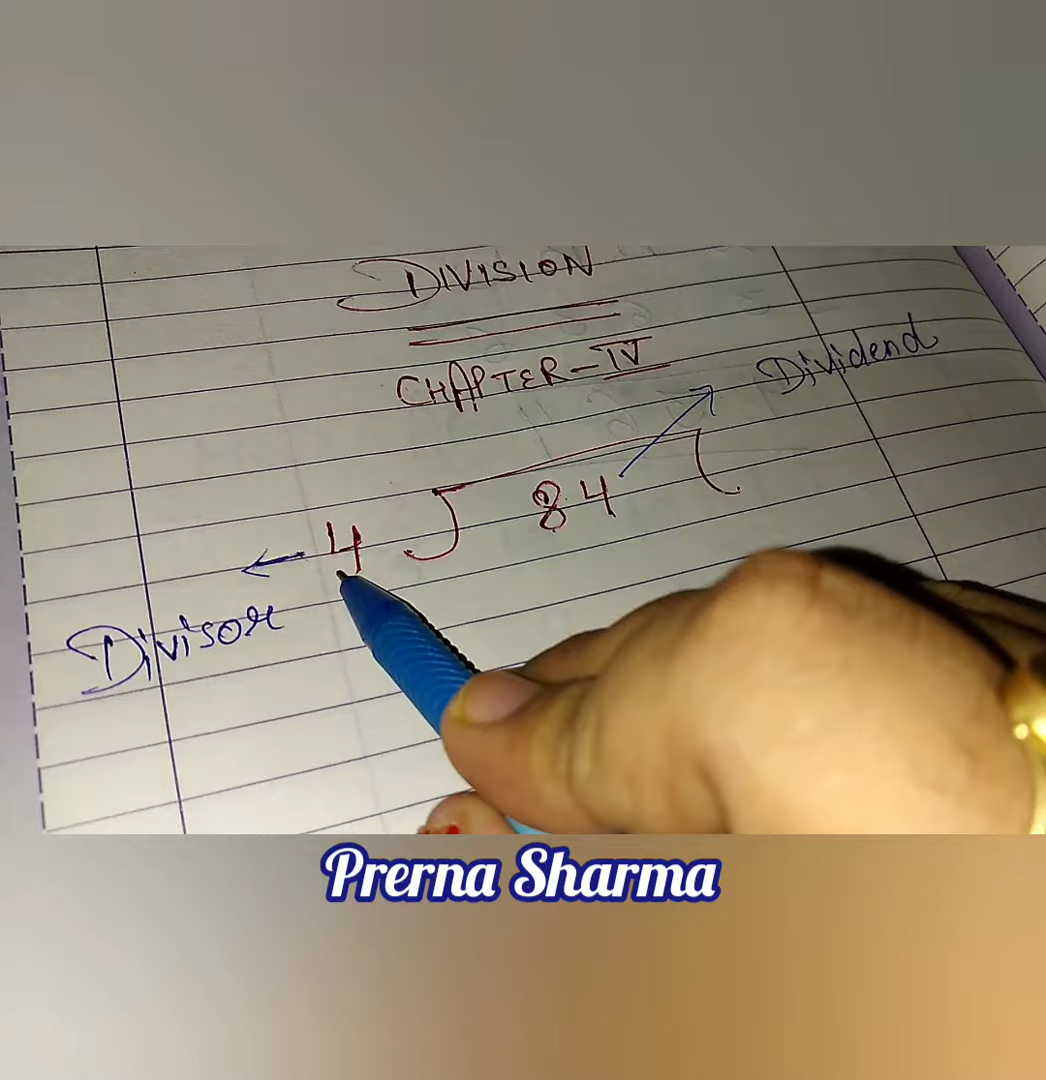 DIVISION
CHAPTER - IV
Dividend
4 84
Divisor
Prerna Sharma